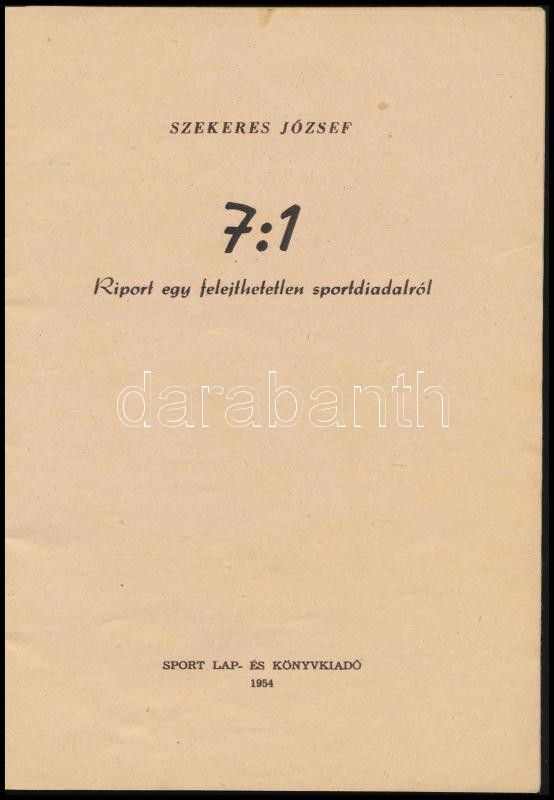 SZEKERES JÓZSEF
7:1
Riport egy felejthetetlen sportdiadalról
darabanth
SPORT LAP- ÉS KÖNYVKIADÓ
1954